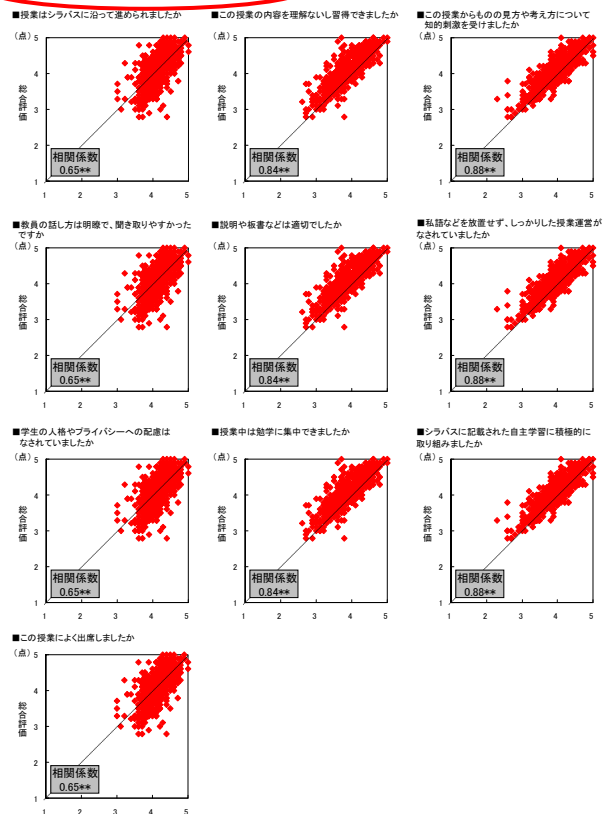 ■授業はシラバスに沿って進められましたか
(点)
5
4
3
2
1
総合評価
相関係数
0.65**
1 2 3 4 5
■この授業の内容を理解ないし習得できましたか
(点)
5
4
3
2
1
総合評価
相関係数
0.84**
1 2 3 4 5
■この授業からものの見方や考え方について
知的刺激を受けましたか
(点)
5
4
3
2
1
総合評価
相関係数
0.88**
1 2 3 4 5
■教員の話し方は明瞭で、聞き取りやすかった
ですか
(点)
5
4
3
2
1
総合評価
相関係数
0.65**
1 2 3 4 5
■説明や板書などは適切でしたか
(点)
5
4
3
2
1
総合評価
相関係数
0.84**
1 2 3 4 5
■私語などを放置せず、しっかりした授業運営が
なされていましたか
(点)
5
4
3
2
1
総合評価
相関係数
0.88**
1 2 3 4 5
■学生の人格やプライバシーへの配慮は
なされていましたか
(点)
5
4
3
2
1
総合評価
相関係数
0.65**
1 2 3 4 5
■授業中は勉学に集中できましたか
(点)
5
4
3
2
1
総合評価
相関係数
0.84**
1 2 3 4 5
■シラバスに記載された自主学習に積極的に
取り組みましたか
(点)
5
4
3
2
1
総合評価
相関係数
0.88**
1 2 3 4 5
■この授業によく出席しましたか
(点)
5
4
3
2
1
総合評価
相関係数
0.65**
1 2 3 4 5